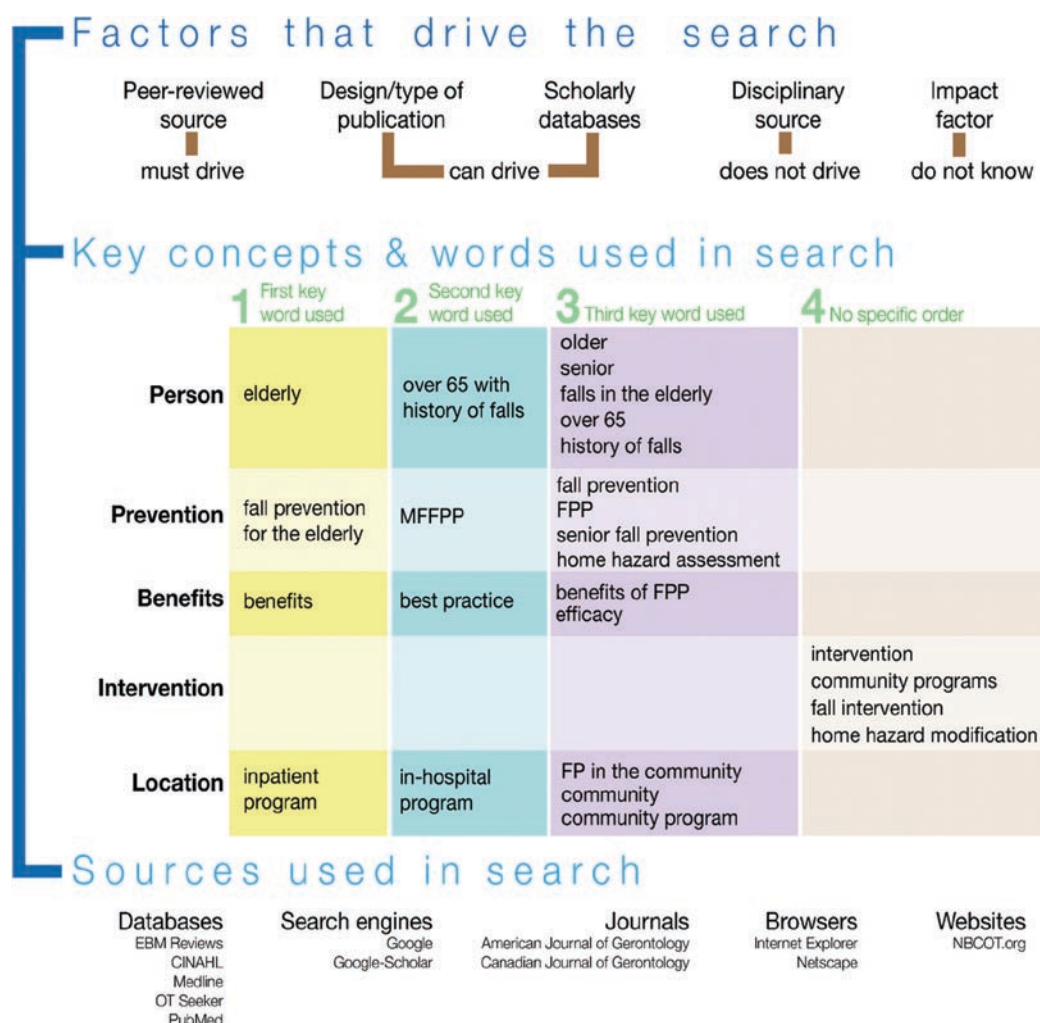 Factors that drive the search
Peer-reviewed
source
must drive
Design/type of
publication
Scholarly
databases
can drive
Disciplinary
source
does not drive
Impact
factor
do not know
Key concepts & words used in search
1 First key
word used
2 Second key
word used
3 Third key word used
4 No specific order
Person
elderly
over 65 with
history of falls
older
senior
falls in the elderly
over 65
history of falls
Prevention
fall prevention
for the elderly
MFFPP
fall prevention
FPP
senior fall prevention
home hazard assessment
Benefits
benefits
best practice
benefits of FPP
efficacy
Intervention
intervention
community programs
fall intervention
home hazard modification
Location
inpatient
program
in-hospital
program
FP in the community
community
community program
Sources used in search
Databases
EBM Reviews
CINAHL
Medline
OT Seeker
PubMed
Search engines
Google
Google-Scholar
Journals
American Journal of Gerontology
Canadian Journal of Gerontology
Browsers
Internet Explorer
Netscape
Websites
NBCOT.org